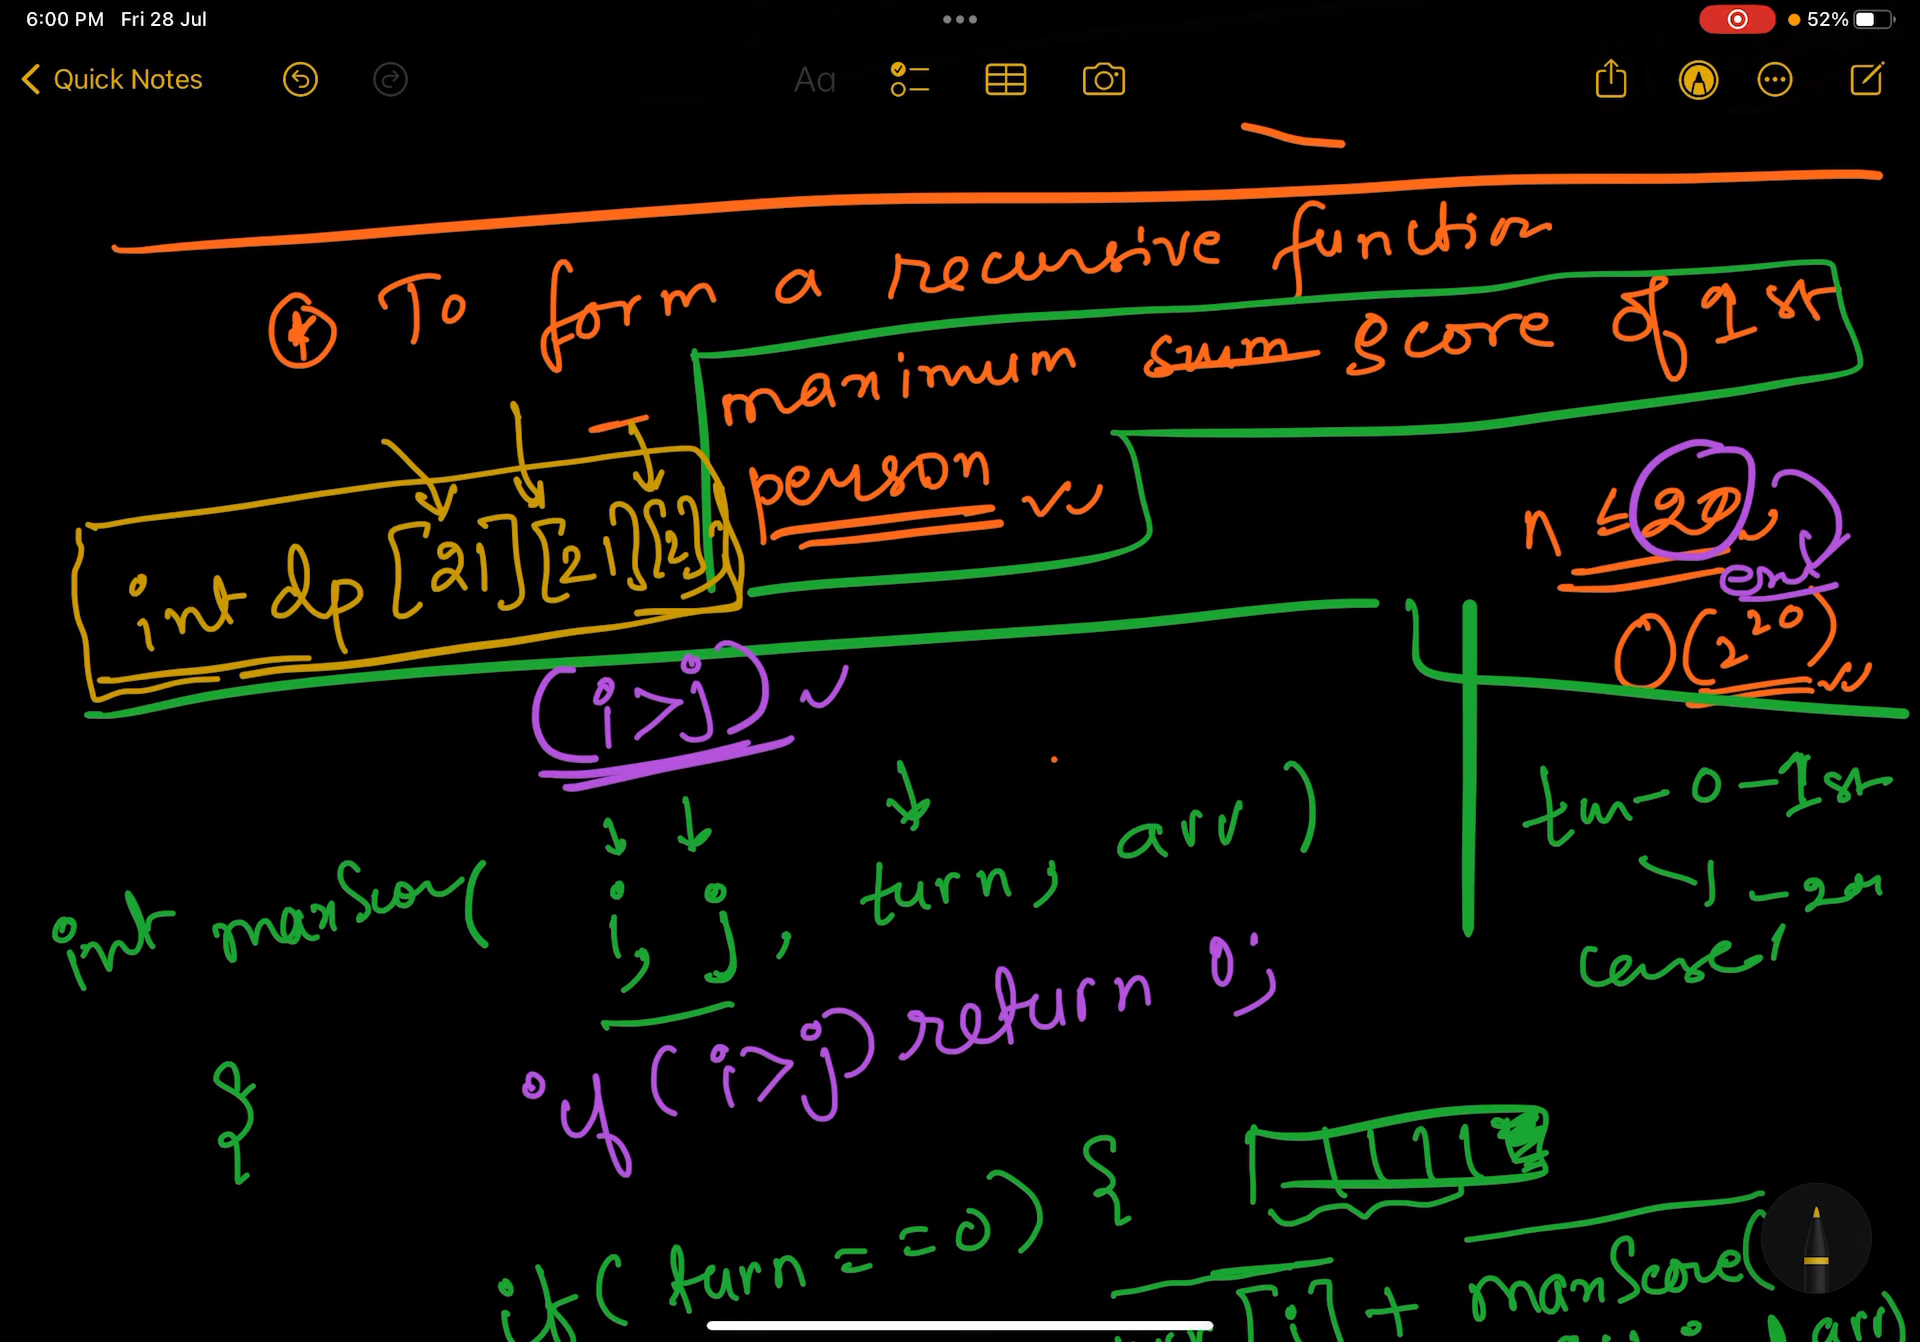 6:00 PM Fri 28 Jul
52%
Quick Notes
Aa
* To form a recursive function
maximum sum score of 1st
person
int dp [21][21][2];
n ≤ 20,
ent
O(2^20)
(i>j)
int maxScore( i, j, turn, arr)
turn - 0 - 1st
1 - 2nd
case 1
{ if (i>j) return 0;
if ( turn == 0) {
[i] + maxScore(
arr)